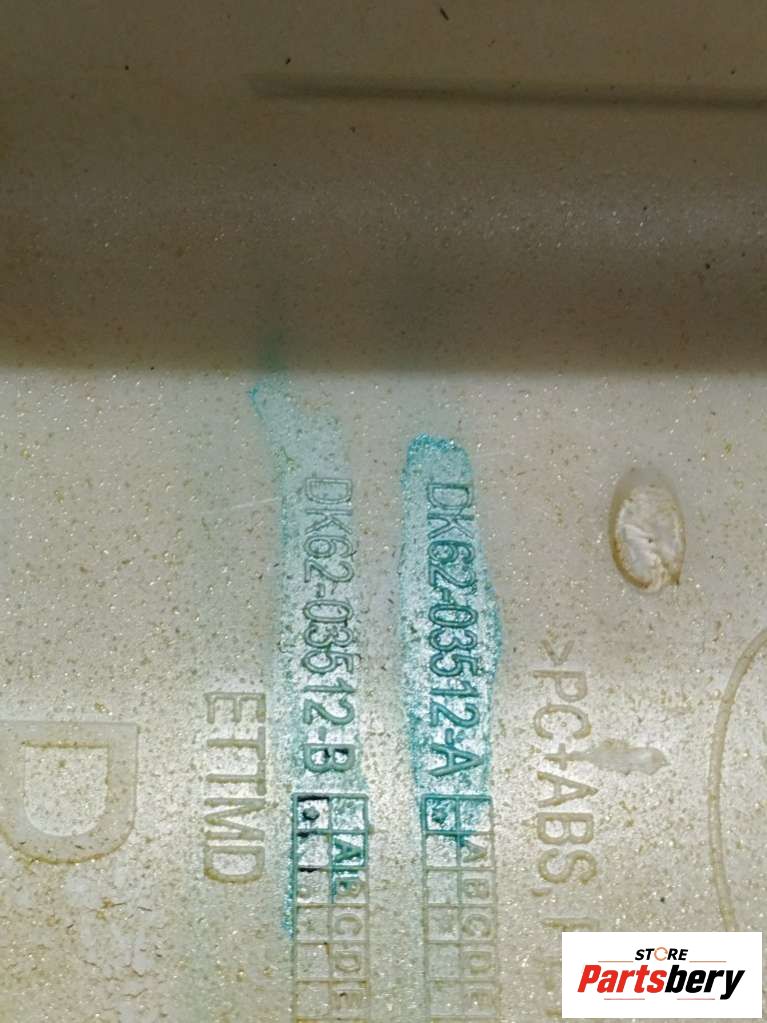 >PC+ABS,
DK62-03512-A
A B C D E
DK62-03512-B
A B C D E
ETTMD
D
STORE
Partsbery